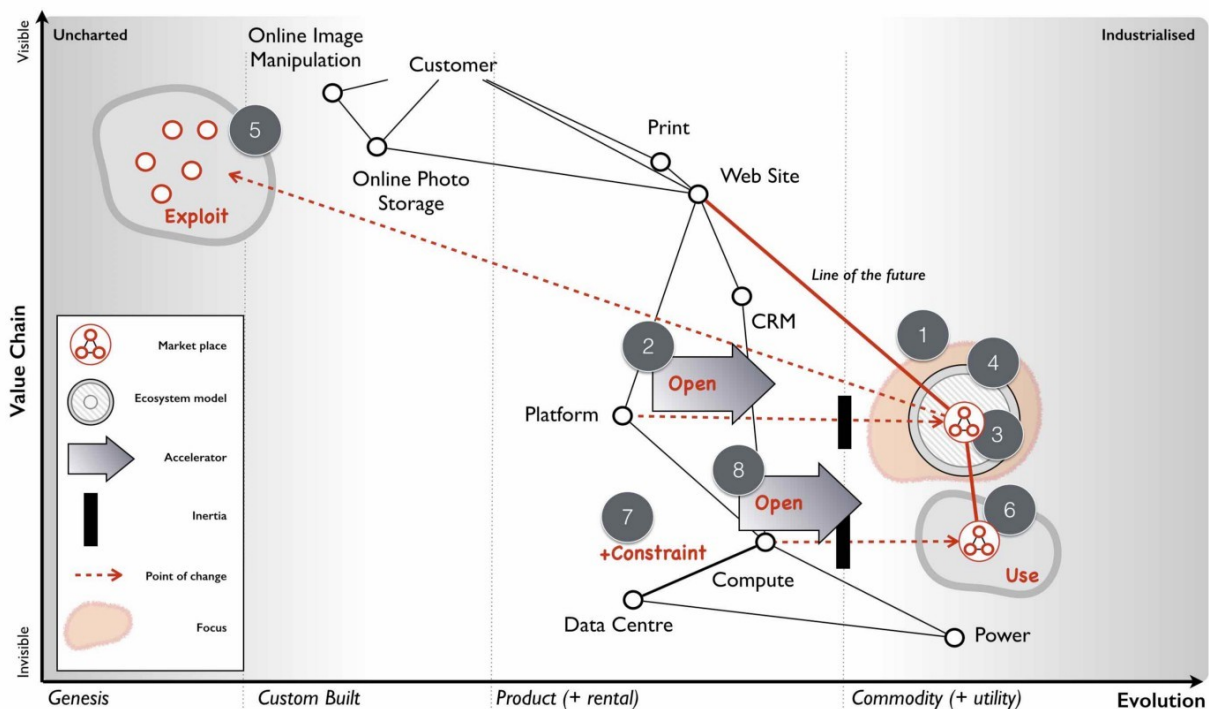 Visible
Value Chain
Invisible
Uncharted
Industrialised
Online Image
Manipulation
Customer
5
Print
Web Site
Online Photo
Storage
Exploit
Line of the future
CRM
1
2
4
Open
Platform
3
8
Open
7
+Constraint
6
Compute
Use
Data Centre
Power
Market place
Ecosystem model
Accelerator
Inertia
Point of change
Focus
Genesis
Custom Built
Product (+ rental)
Commodity (+ utility)
Evolution